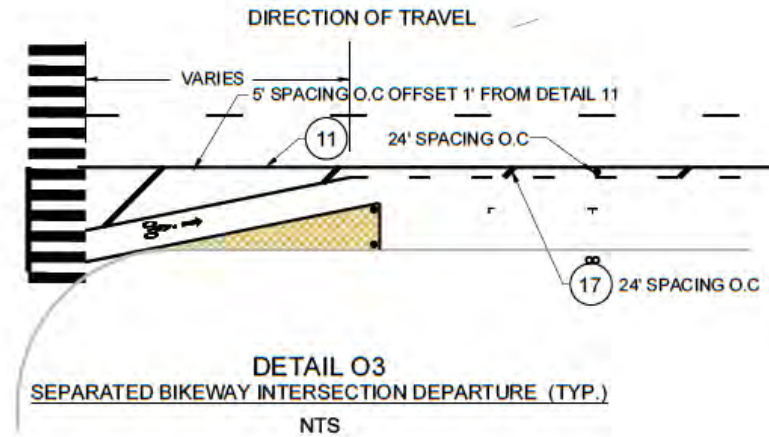 DIRECTION OF TRAVEL
VARIES
5' SPACING O.C OFFSET 1' FROM DETAIL 11
11
24' SPACING O.C
17 24' SPACING O.C
DETAIL O3
SEPARATED BIKEWAY INTERSECTION DEPARTURE (TYP.)
NTS